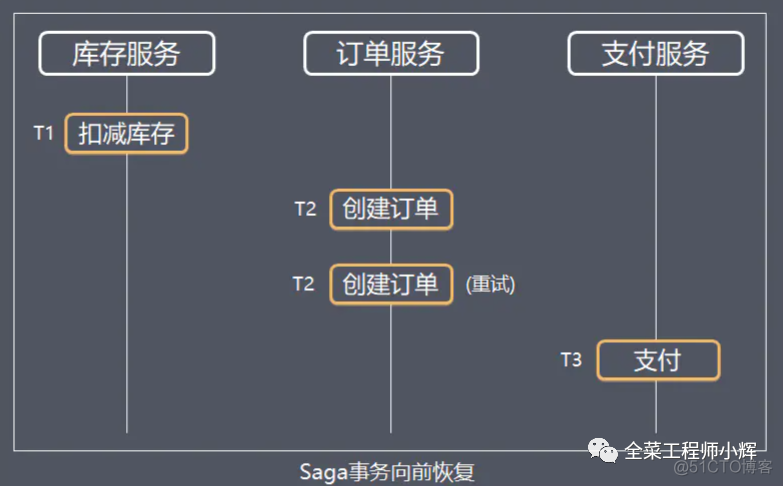 库存服务 订单服务 支付服务
T1 扣减库存
T2 创建订单
T2 创建订单 (重试)
T3 支付
全菜工程师小辉
@51CTO博客
Saga事务向前恢复